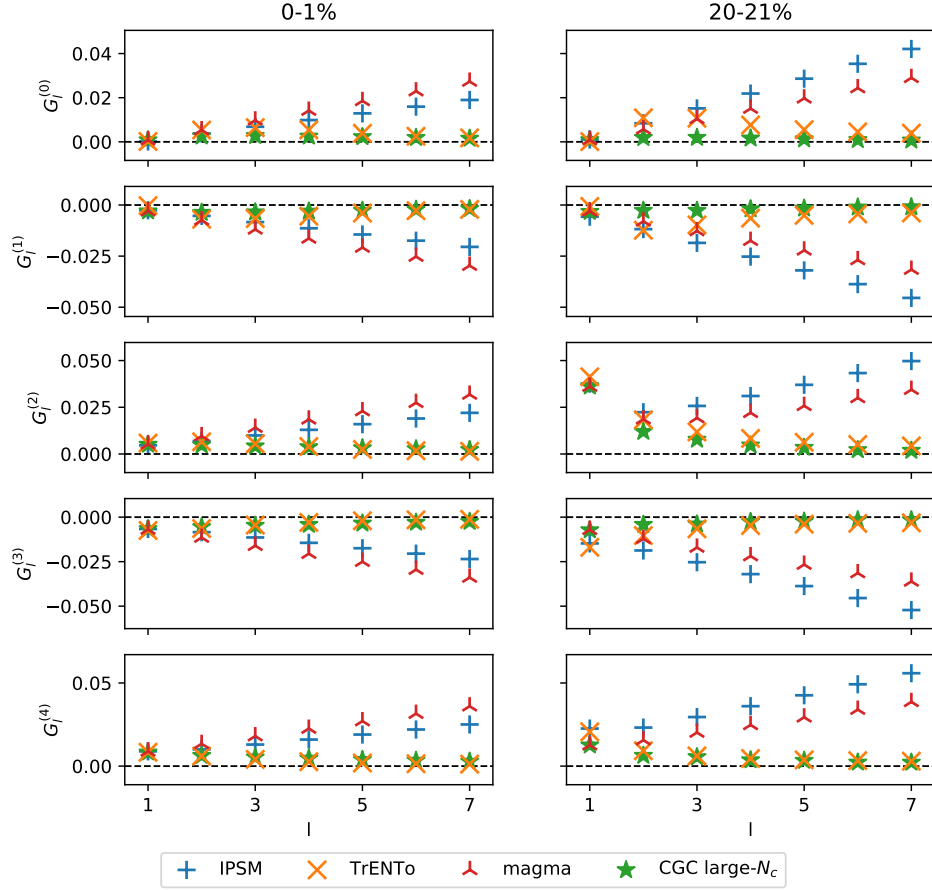 0-1%
20-21%
G_l^{(0)}
0.04
0.02
0.00
G_l^{(1)}
0.000
−0.025
−0.050
G_l^{(2)}
0.050
0.025
0.000
G_l^{(3)}
0.000
−0.025
−0.050
G_l^{(4)}
0.05
0.00
1 3 5 7
1 3 5 7
l
l
IPSM TrENTo magma CGC large-N_c